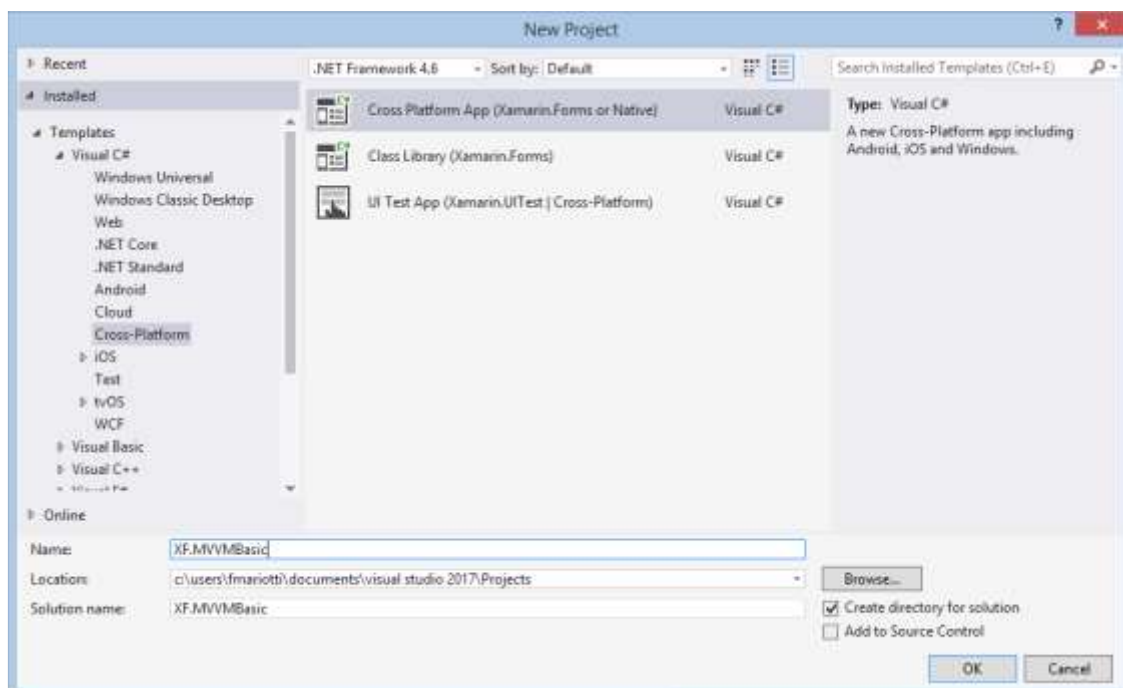 New Project
?
Recent
.NET Framework 4.6
Sort by: Default
Search Installed Templates (Ctrl+E)
Installed
Cross Platform App (Xamarin.Forms or Native) Visual C#
Type: Visual C#
A new Cross-Platform app including
Android, iOS and Windows.
Templates
Visual C#
Class Library (Xamarin.Forms) Visual C#
Windows Universal
Windows Classic Desktop
UI Test App (Xamarin.UITest | Cross-Platform) Visual C#
Web
.NET Core
.NET Standard
Android
Cloud
Cross-Platform
iOS
Test
tvOS
WCF
Visual Basic
Visual C++
Online
Name: XF.MVVMBasic
Location: c:\users\fmariotti\documents\visual studio 2017\Projects
Browse...
Solution name: XF.MVVMBasic
Create directory for solution
Add to Source Control
OK Cancel